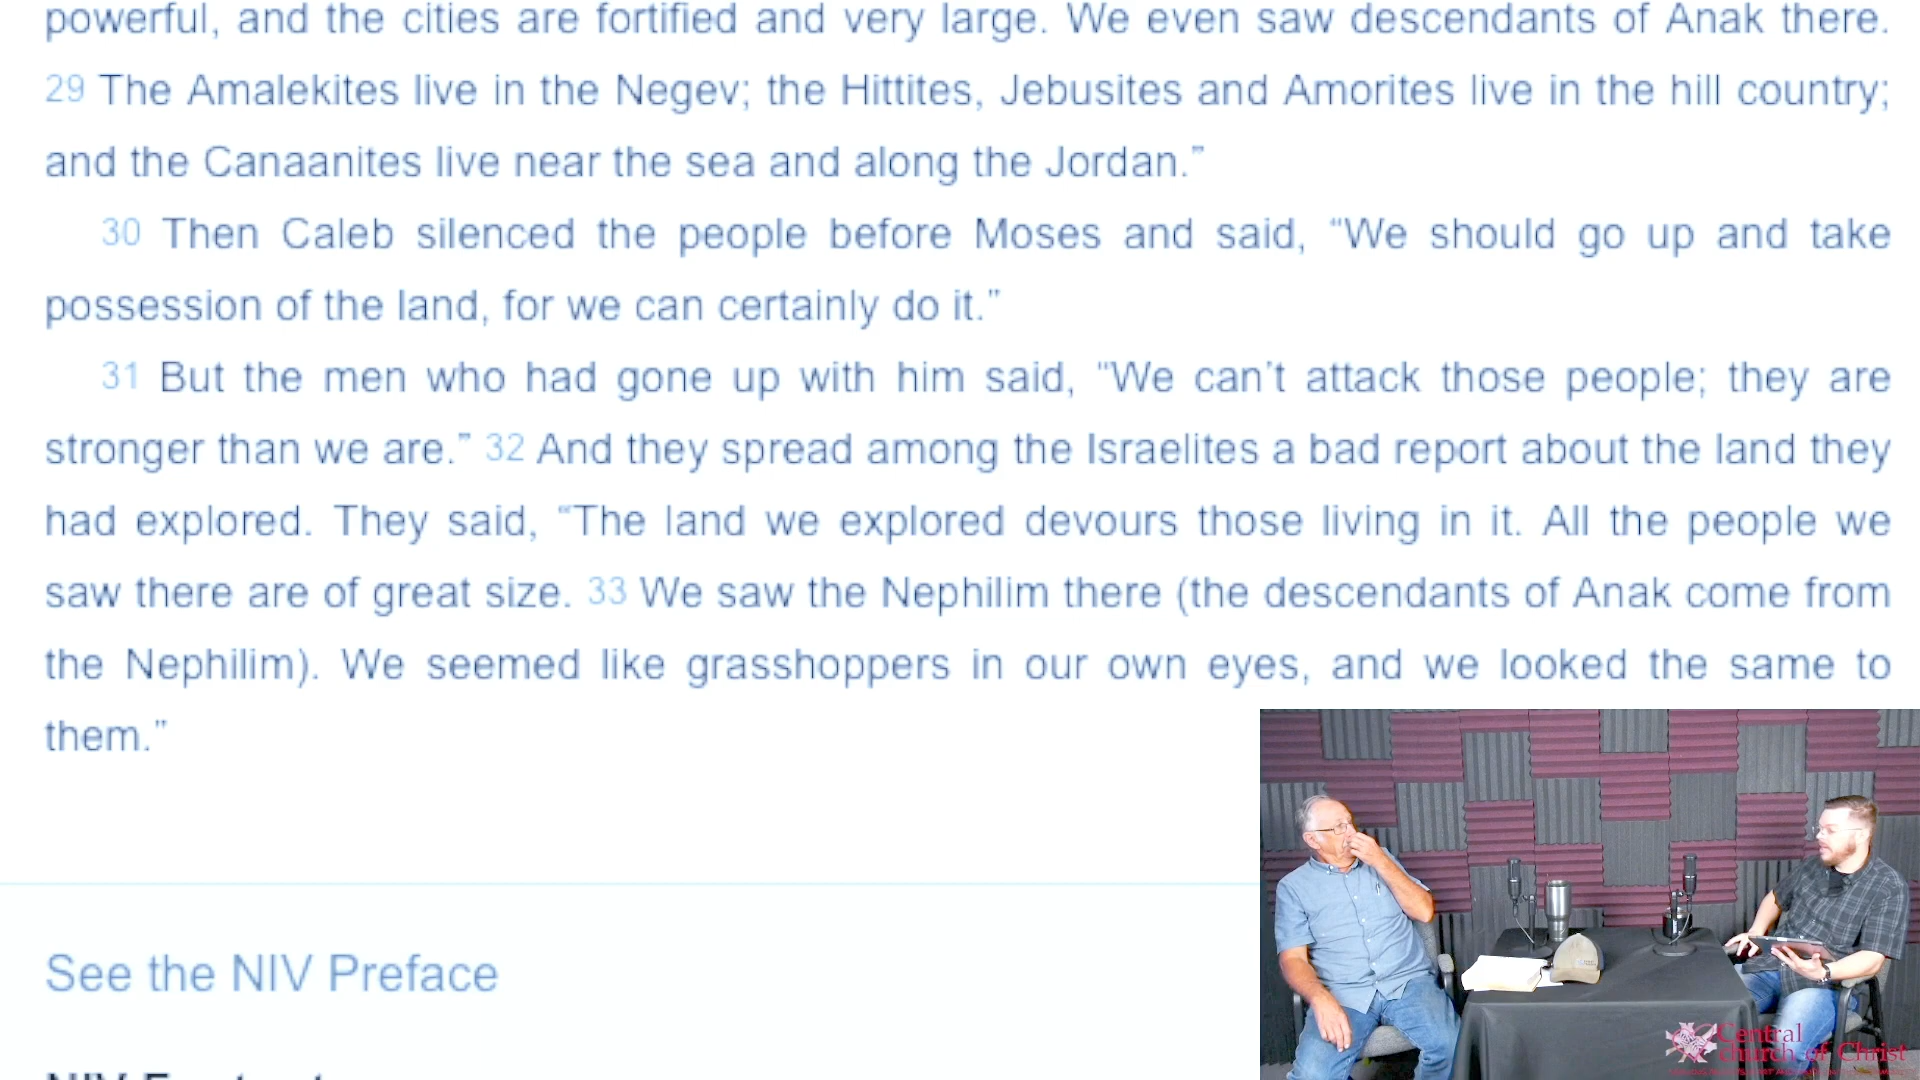 powerful, and the cities are fortified and very large. We even saw descendants of Anak there.
29 The Amalekites live in the Negev; the Hittites, Jebusites and Amorites live in the hill country;
and the Canaanites live near the sea and along the Jordan.”
30 Then Caleb silenced the people before Moses and said, “We should go up and take
possession of the land, for we can certainly do it.”
31 But the men who had gone up with him said, “We can’t attack those people; they are
stronger than we are.” 32 And they spread among the Israelites a bad report about the land they
had explored. They said, “The land we explored devours those living in it. All the people we
saw there are of great size. 33 We saw the Nephilim there (the descendants of Anak come from
the Nephilim). We seemed like grasshoppers in our own eyes, and we looked the same to
them.”
See the NIV Preface
Central
church of Christ